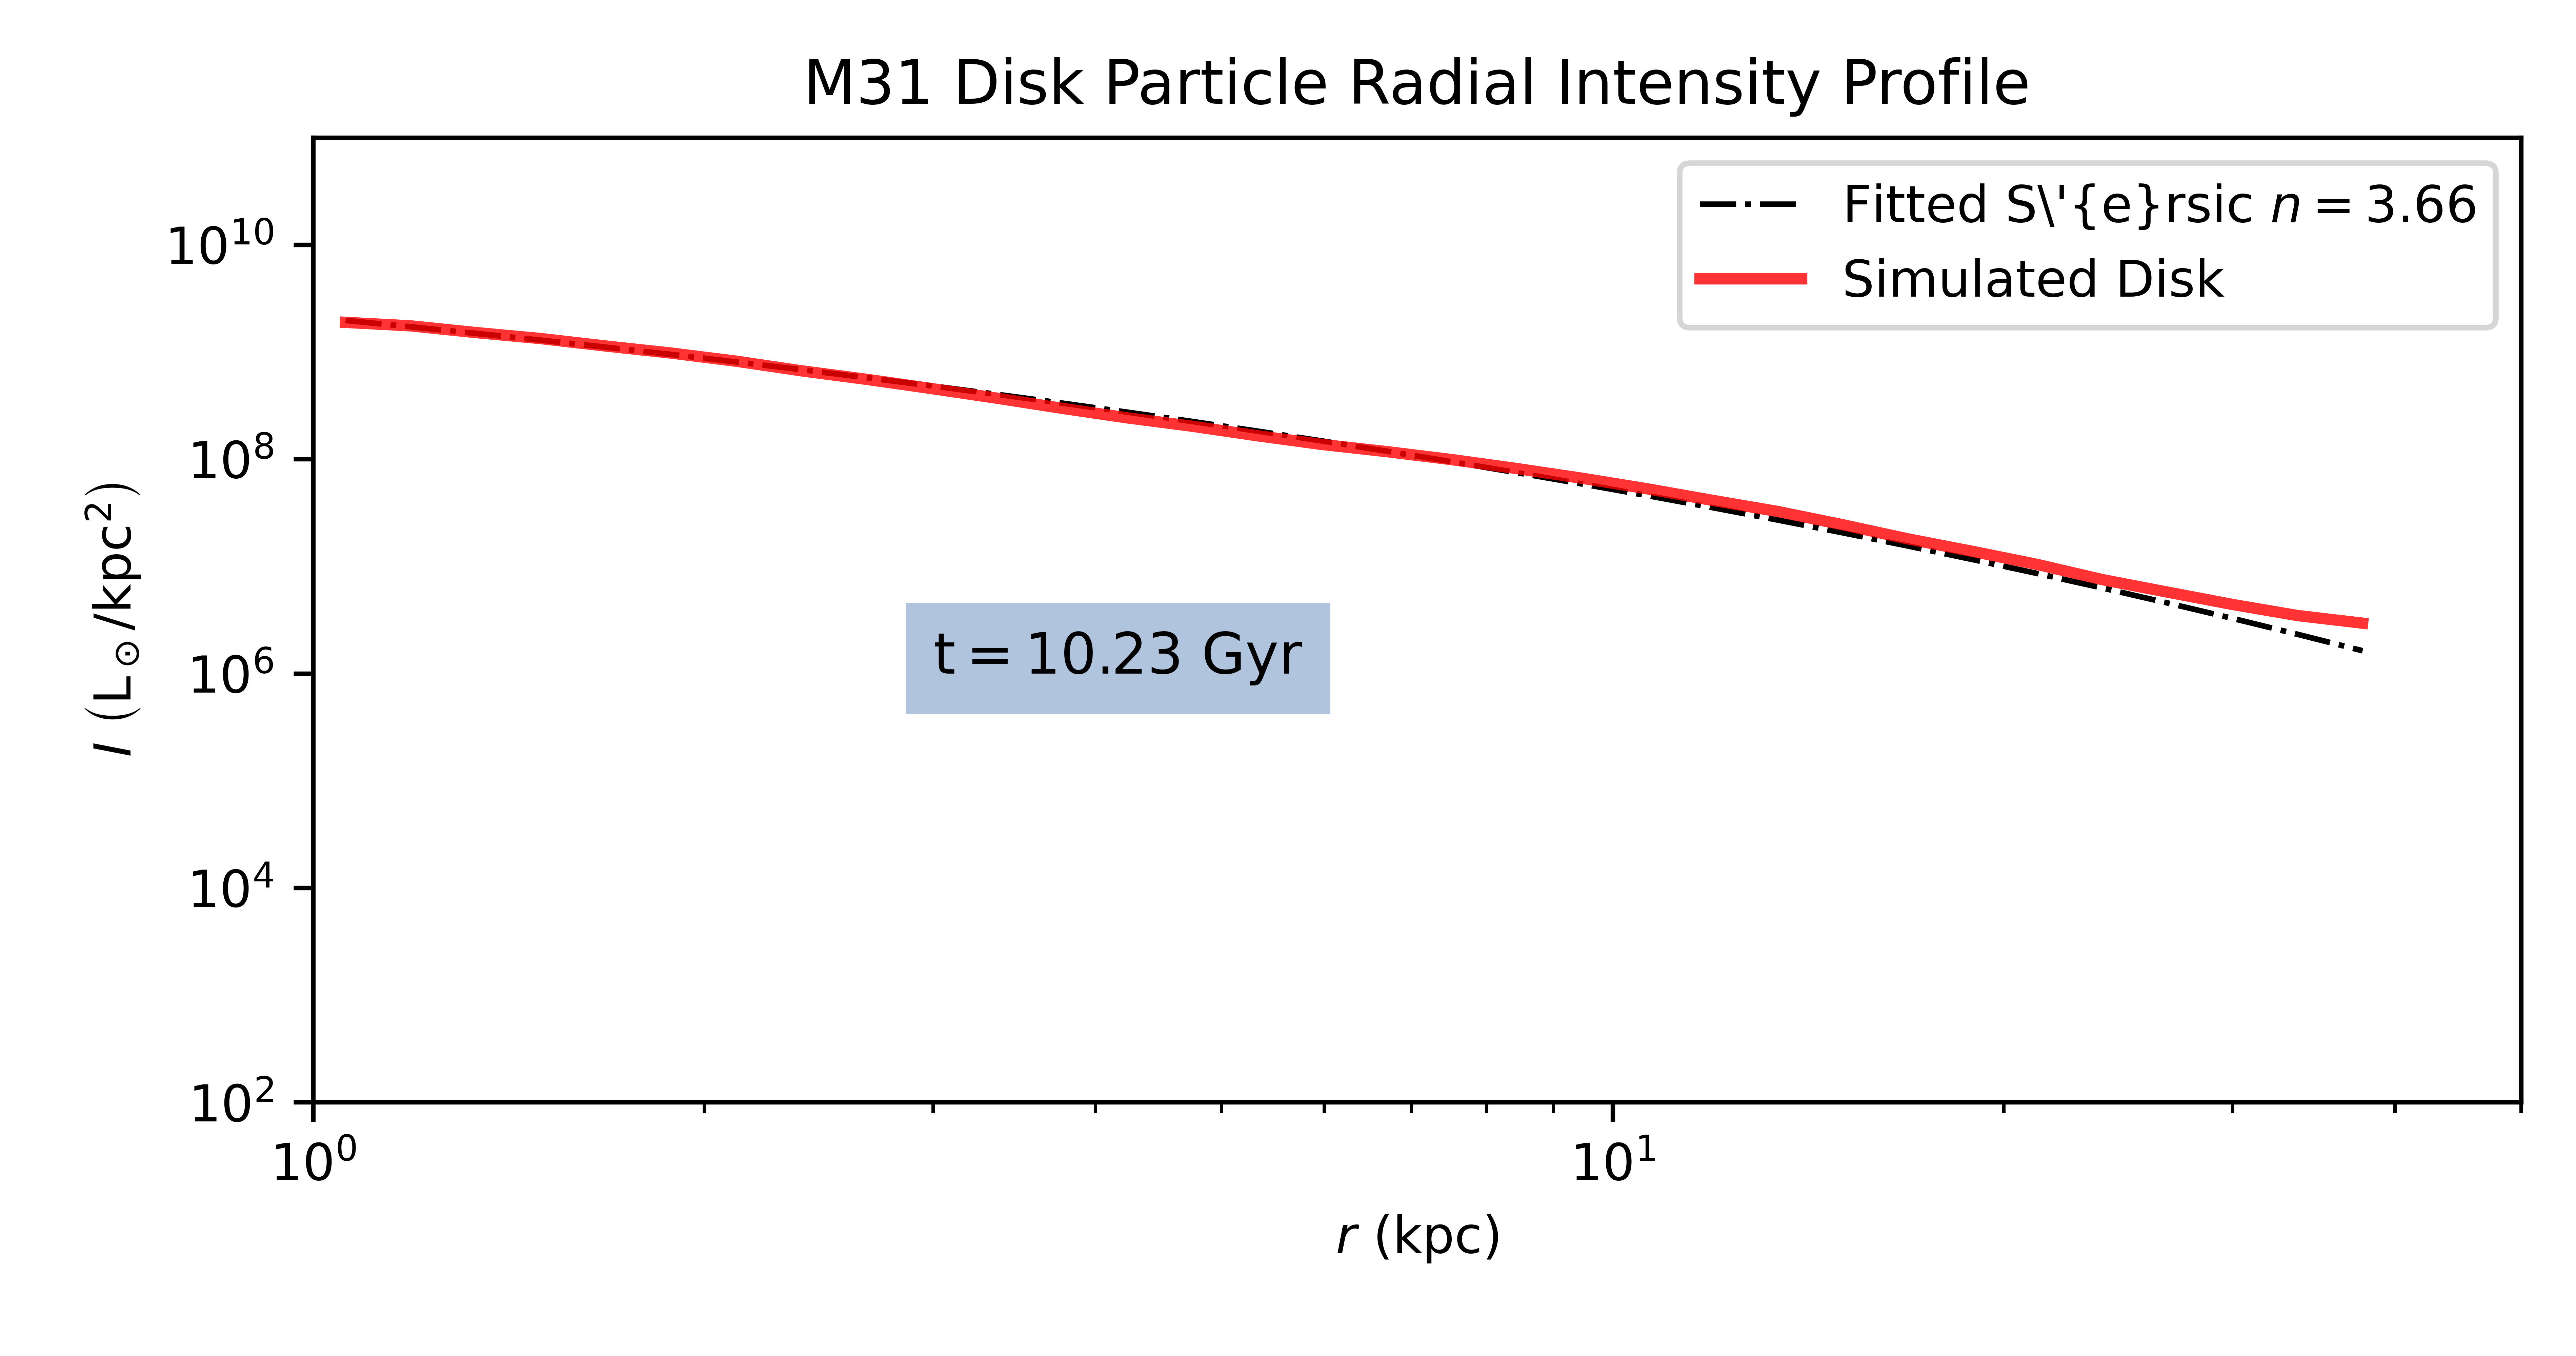 M31 Disk Particle Radial Intensity Profile
Fitted S\'{e}rsic n = 3.66
Simulated Disk
I (L☉/kpc²)
10¹⁰
10⁸
10⁶
10⁴
10²
t = 10.23 Gyr
10⁰
10¹
r (kpc)